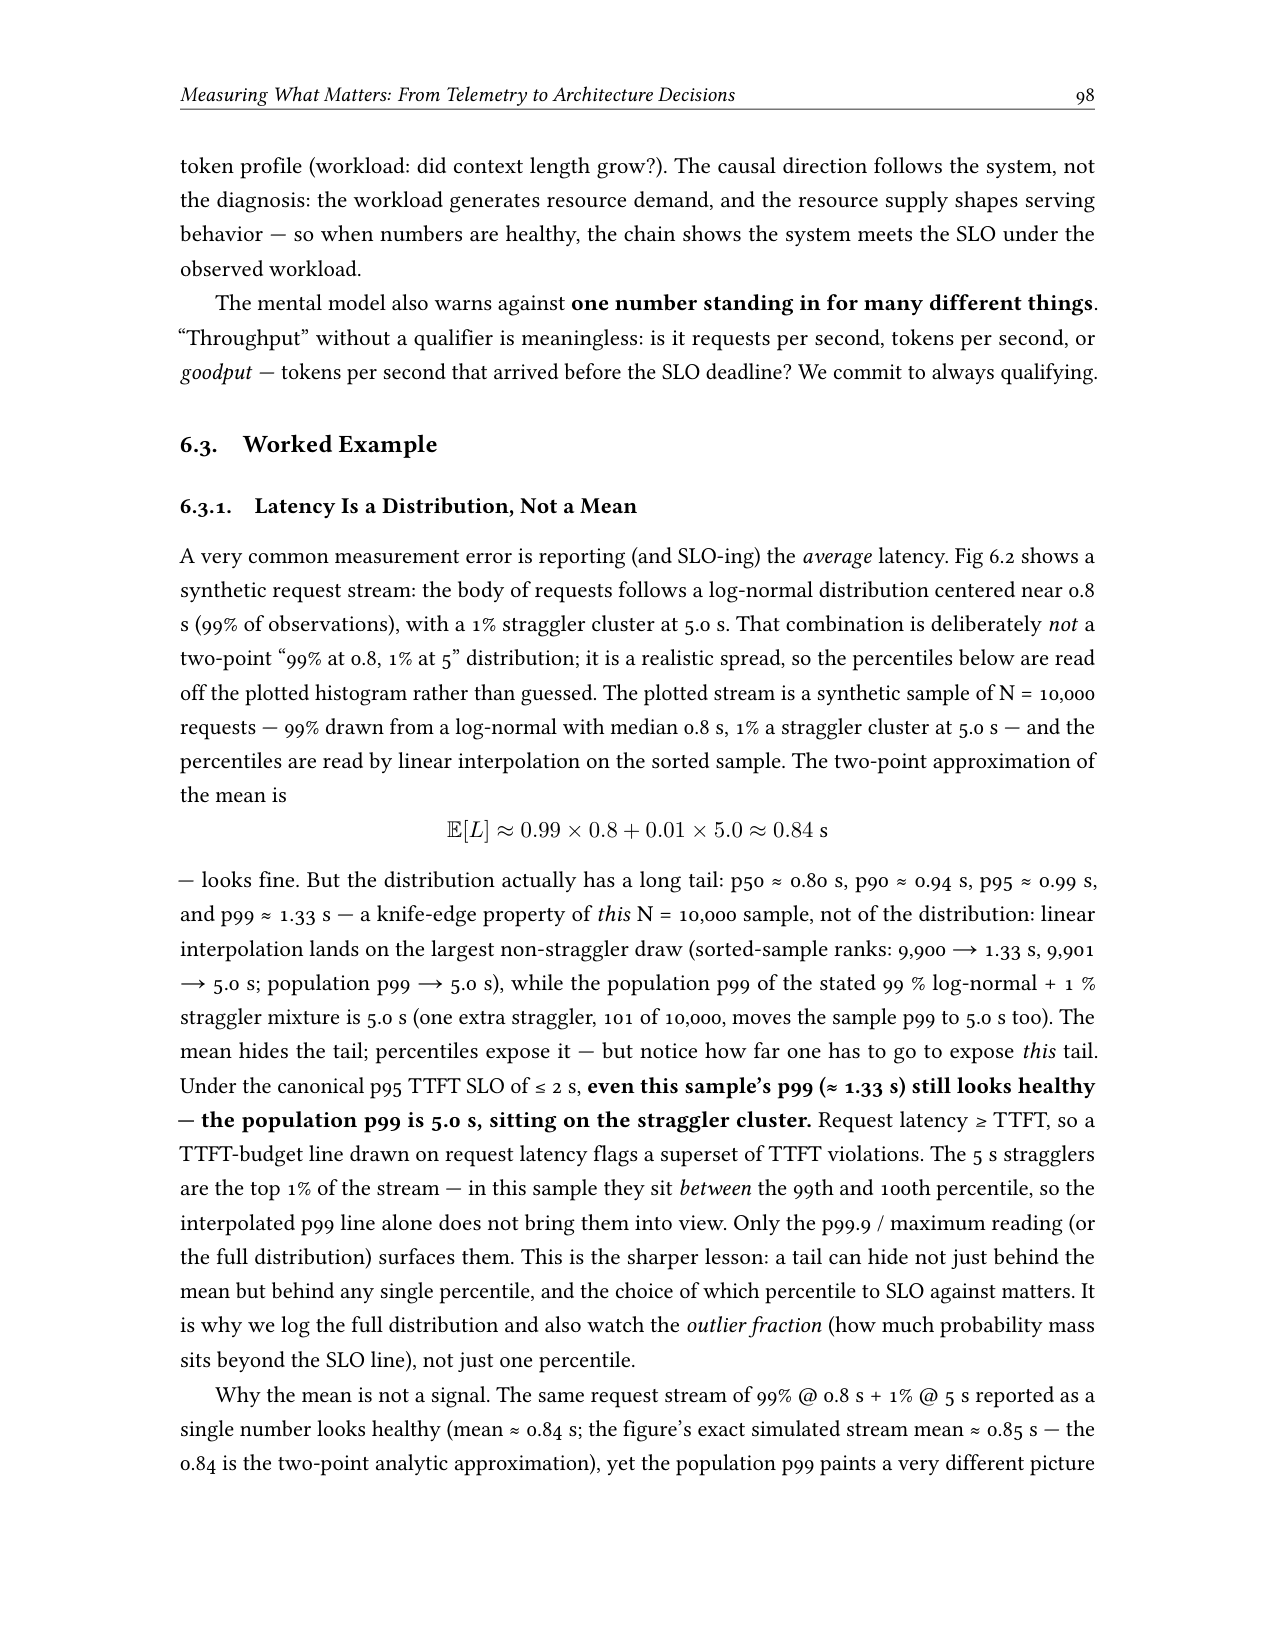 Measuring What Matters: From Telemetry to Architecture Decisions 98
token profile (workload: did context length grow?). The causal direction follows the system, not
the diagnosis: the workload generates resource demand, and the resource supply shapes serving
behavior — so when numbers are healthy, the chain shows the system meets the SLO under the
observed workload.
The mental model also warns against one number standing in for many different things.
“Throughput” without a qualifier is meaningless: is it requests per second, tokens per second, or
goodput — tokens per second that arrived before the SLO deadline? We commit to always qualifying.
6.3. Worked Example
6.3.1. Latency Is a Distribution, Not a Mean
A very common measurement error is reporting (and SLO-ing) the average latency. Fig 6.2 shows a
synthetic request stream: the body of requests follows a log-normal distribution centered near 0.8
s (99% of observations), with a 1% straggler cluster at 5.0 s. That combination is deliberately not a
two-point “99% at 0.8, 1% at 5” distribution; it is a realistic spread, so the percentiles below are read
off the plotted histogram rather than guessed. The plotted stream is a synthetic sample of N = 10,000
requests — 99% drawn from a log-normal with median 0.8 s, 1% a straggler cluster at 5.0 s — and the
percentiles are read by linear interpolation on the sorted sample. The two-point approximation of
the mean is
𝔼[L] ≈ 0.99 × 0.8 + 0.01 × 5.0 ≈ 0.84 s
— looks fine. But the distribution actually has a long tail: p50 ≈ 0.80 s, p90 ≈ 0.94 s, p95 ≈ 0.99 s,
and p99 ≈ 1.33 s — a knife-edge property of this N = 10,000 sample, not of the distribution: linear
interpolation lands on the largest non-straggler draw (sorted-sample ranks: 9,900 ⟶ 1.33 s, 9,901
⟶ 5.0 s; population p99 ⟶ 5.0 s), while the population p99 of the stated 99 % log-normal + 1 %
straggler mixture is 5.0 s (one extra straggler, 101 of 10,000, moves the sample p99 to 5.0 s too). The
mean hides the tail; percentiles expose it — but notice how far one has to go to expose this tail.
Under the canonical p95 TTFT SLO of ≤ 2 s, even this sample’s p99 (≈ 1.33 s) still looks healthy
— the population p99 is 5.0 s, sitting on the straggler cluster. Request latency ≥ TTFT, so a
TTFT-budget line drawn on request latency flags a superset of TTFT violations. The 5 s stragglers
are the top 1% of the stream — in this sample they sit between the 99th and 100th percentile, so the
interpolated p99 line alone does not bring them into view. Only the p99.9 / maximum reading (or
the full distribution) surfaces them. This is the sharper lesson: a tail can hide not just behind the
mean but behind any single percentile, and the choice of which percentile to SLO against matters. It
is why we log the full distribution and also watch the outlier fraction (how much probability mass
sits beyond the SLO line), not just one percentile.
Why the mean is not a signal. The same request stream of 99% @ 0.8 s + 1% @ 5 s reported as a
single number looks healthy (mean ≈ 0.84 s; the figure’s exact simulated stream mean ≈ 0.85 s — the
0.84 is the two-point analytic approximation), yet the population p99 paints a very different picture